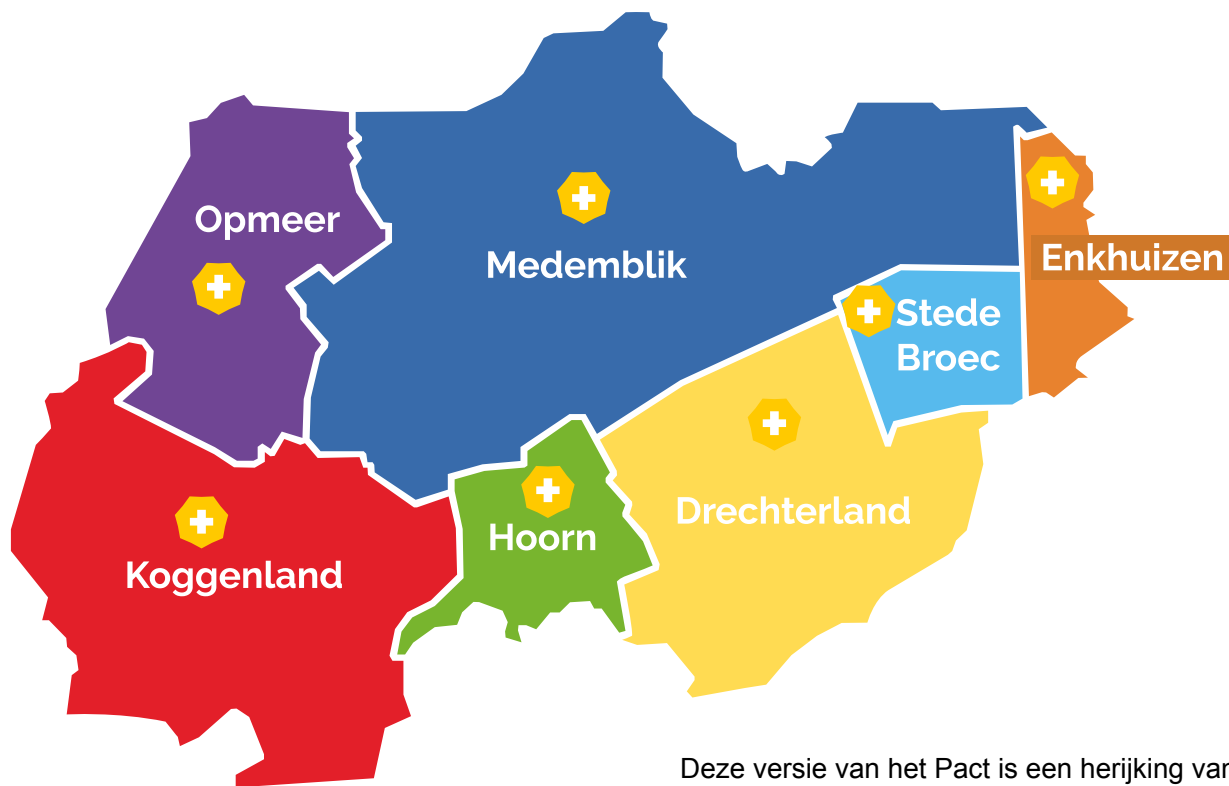 Opmeer
Medemblik
Enkhuizen
Stede
Broec
Drechterland
Hoorn
Koggenland
Deze versie van het Pact is een herijking van